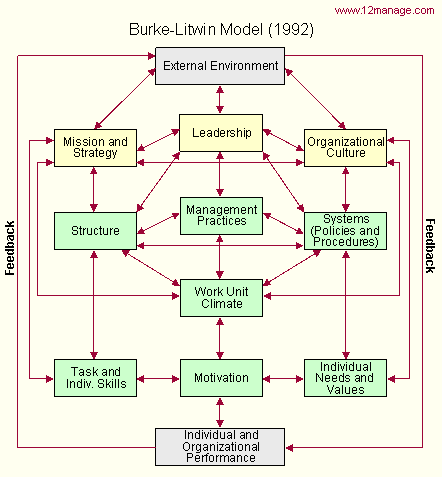 www.12manage.com
Burke-Litwin Model (1992)
External Environment
Mission and
Strategy
Leadership
Organizational
Culture
Structure
Management
Practices
Systems
(Policies and
Procedures)
Feedback
Feedback
Work Unit
Climate
Task and
Indiv. Skills
Motivation
Individual
Needs and
Values
Individual and
Organizational
Performance